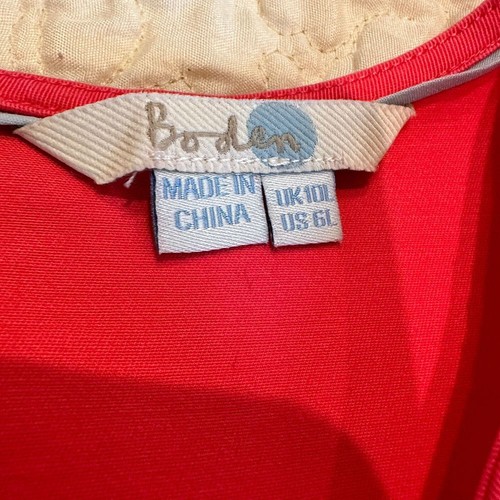 Boden
MADE IN
CHINA
UK10L
US 6L